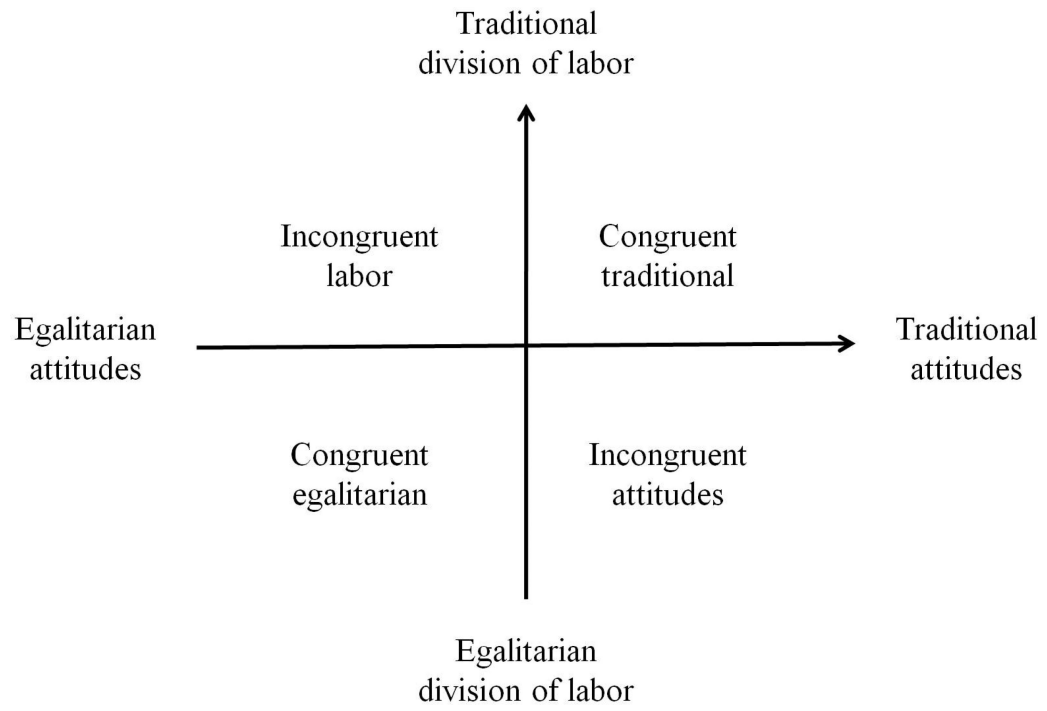 Traditional
division of labor
Incongruent
labor
Congruent
traditional
Egalitarian
attitudes
Traditional
attitudes
Congruent
egalitarian
Incongruent
attitudes
Egalitarian
division of labor